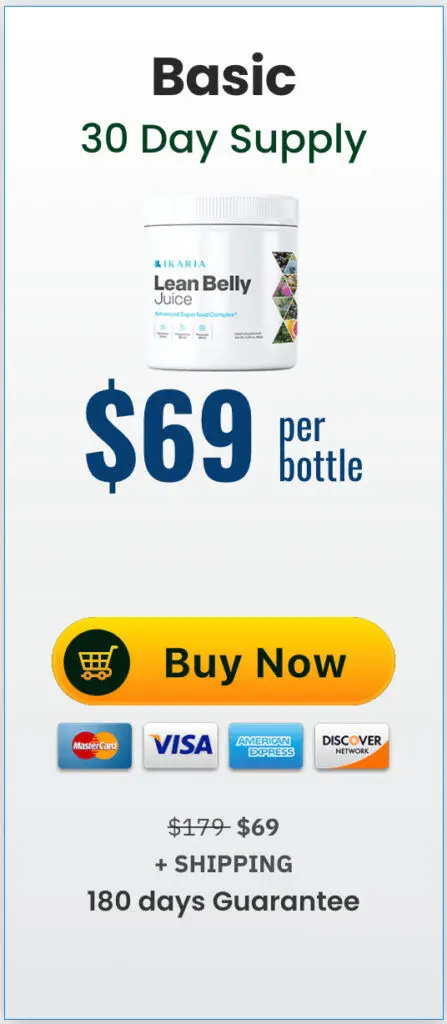 Basic
30 Day Supply
IKARIA
Lean Belly
Juice
Advanced Superfood Complex*
$69 per bottle
Buy Now
MasterCard VISA AMERICAN EXPRESS DISCOVER NETWORK
$179 $69
+ SHIPPING
180 days Guarantee